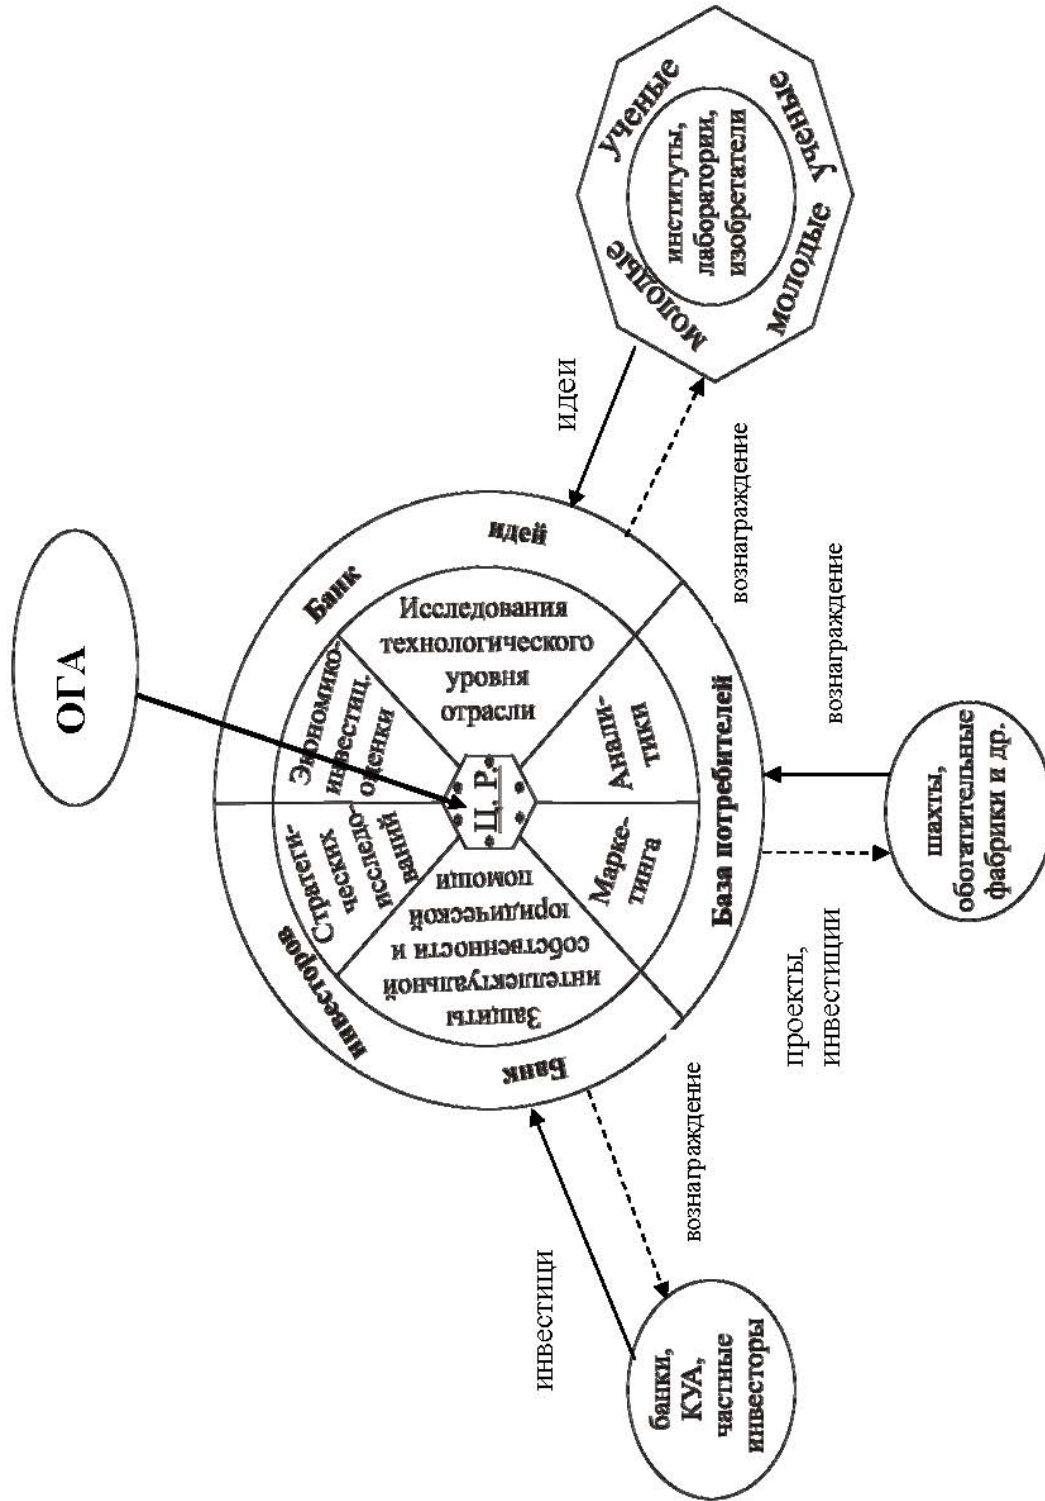 ОГА
Банк
идей
инвесторов
Банк
База потребителей
Экономико-
инвестиц.
оценки
Исследования
технологического
уровня
отрасли
Анали-
тики
Марке-
тинга
Защиты
интеллектуальной
собственности и
юридической
помощи
Стратеги-
ческих
исследо-
ваний
Ц. Р.
инвестици
вознаграждение
банки,
КУА,
частные
инвесторы
проекты,
инвестиции
вознаграждение
шахты,
обогатительные
фабрики и др.
идеи
вознаграждение
молодые ученые
институты,
лаборатории,
изобретатели
молодые ученые